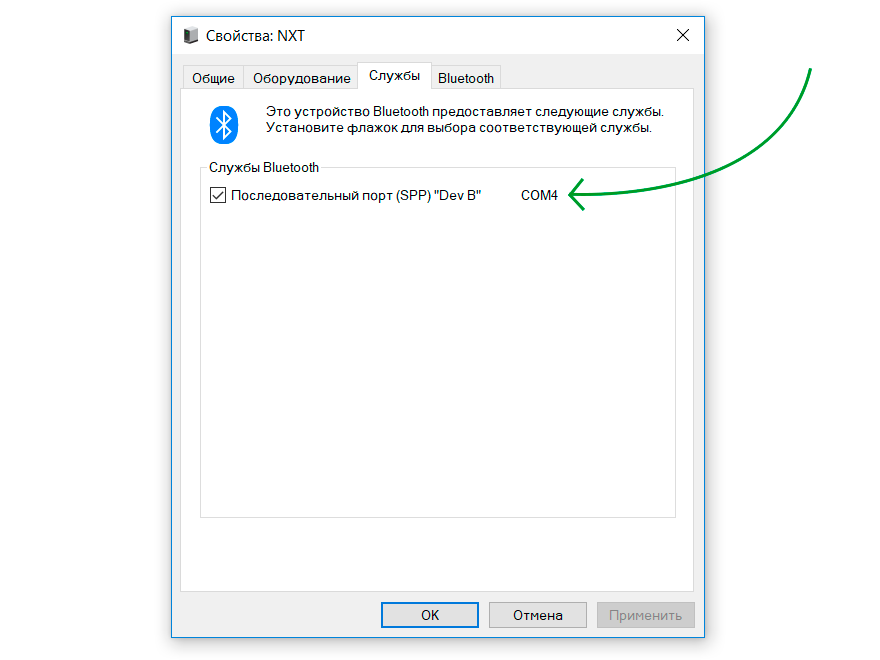 Свойства: NXT
Общие
Оборудование
Службы
Bluetooth
Это устройство Bluetooth предоставляет следующие службы.
Установите флажок для выбора соответствующей службы.
Службы Bluetooth
Последовательный порт (SPP) "Dev B" COM4
OK
Отмена
Применить